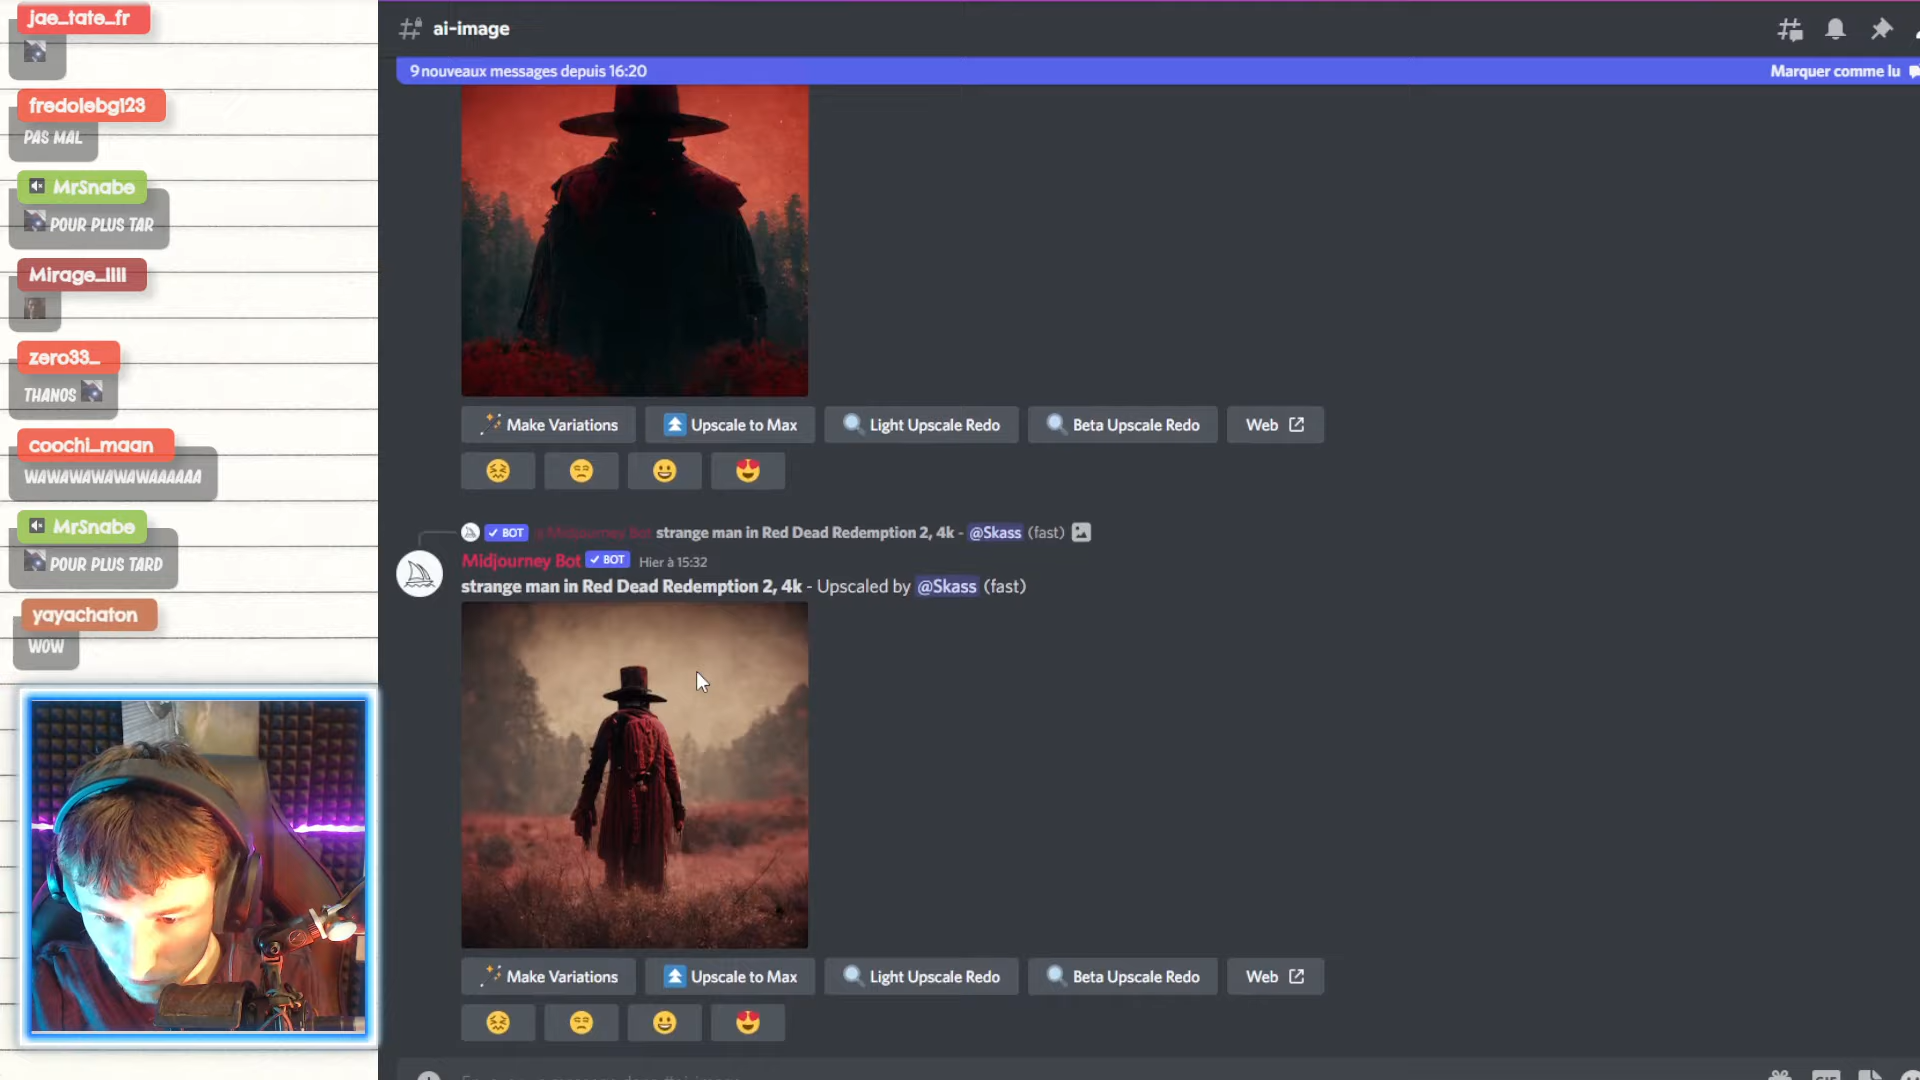 jae_tate_fr
fredolebg123
PAS MAL
MrSnabe
POUR PLUS TAR
Mirage_IIII
zero33_
THANOS
coochi_maan
WAWAWAWAWAWAAAAAA
MrSnabe
POUR PLUS TARD
yayachaton
WOW
ai-image
9 nouveaux messages depuis 16:20
Marquer comme lu
Make Variations
Upscale to Max
Light Upscale Redo
Beta Upscale Redo
Web
BOT Midjourney Bot strange man in Red Dead Redemption 2, 4k - @Skass (fast)
Midjourney Bot BOT Hier à 15:32
strange man in Red Dead Redemption 2, 4k - Upscaled by @Skass (fast)
Make Variations
Upscale to Max
Light Upscale Redo
Beta Upscale Redo
Web